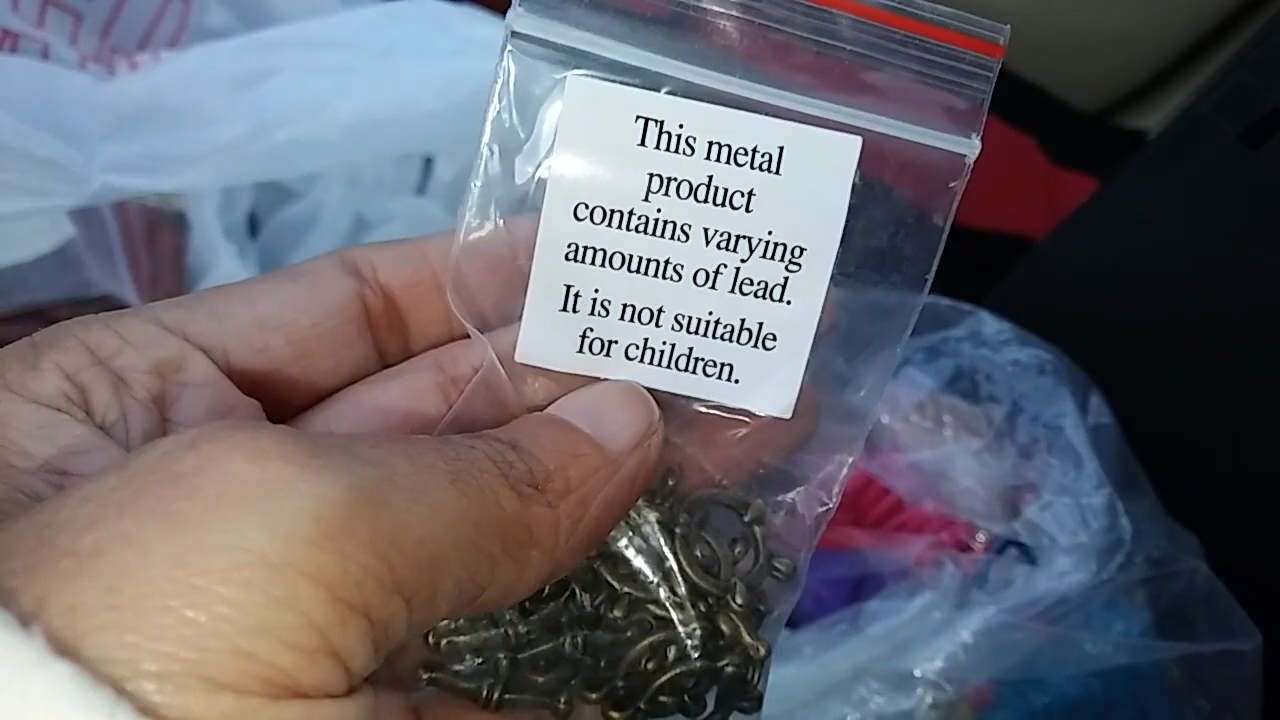 This metal
product
contains varying
amounts of lead.
It is not suitable
for children.